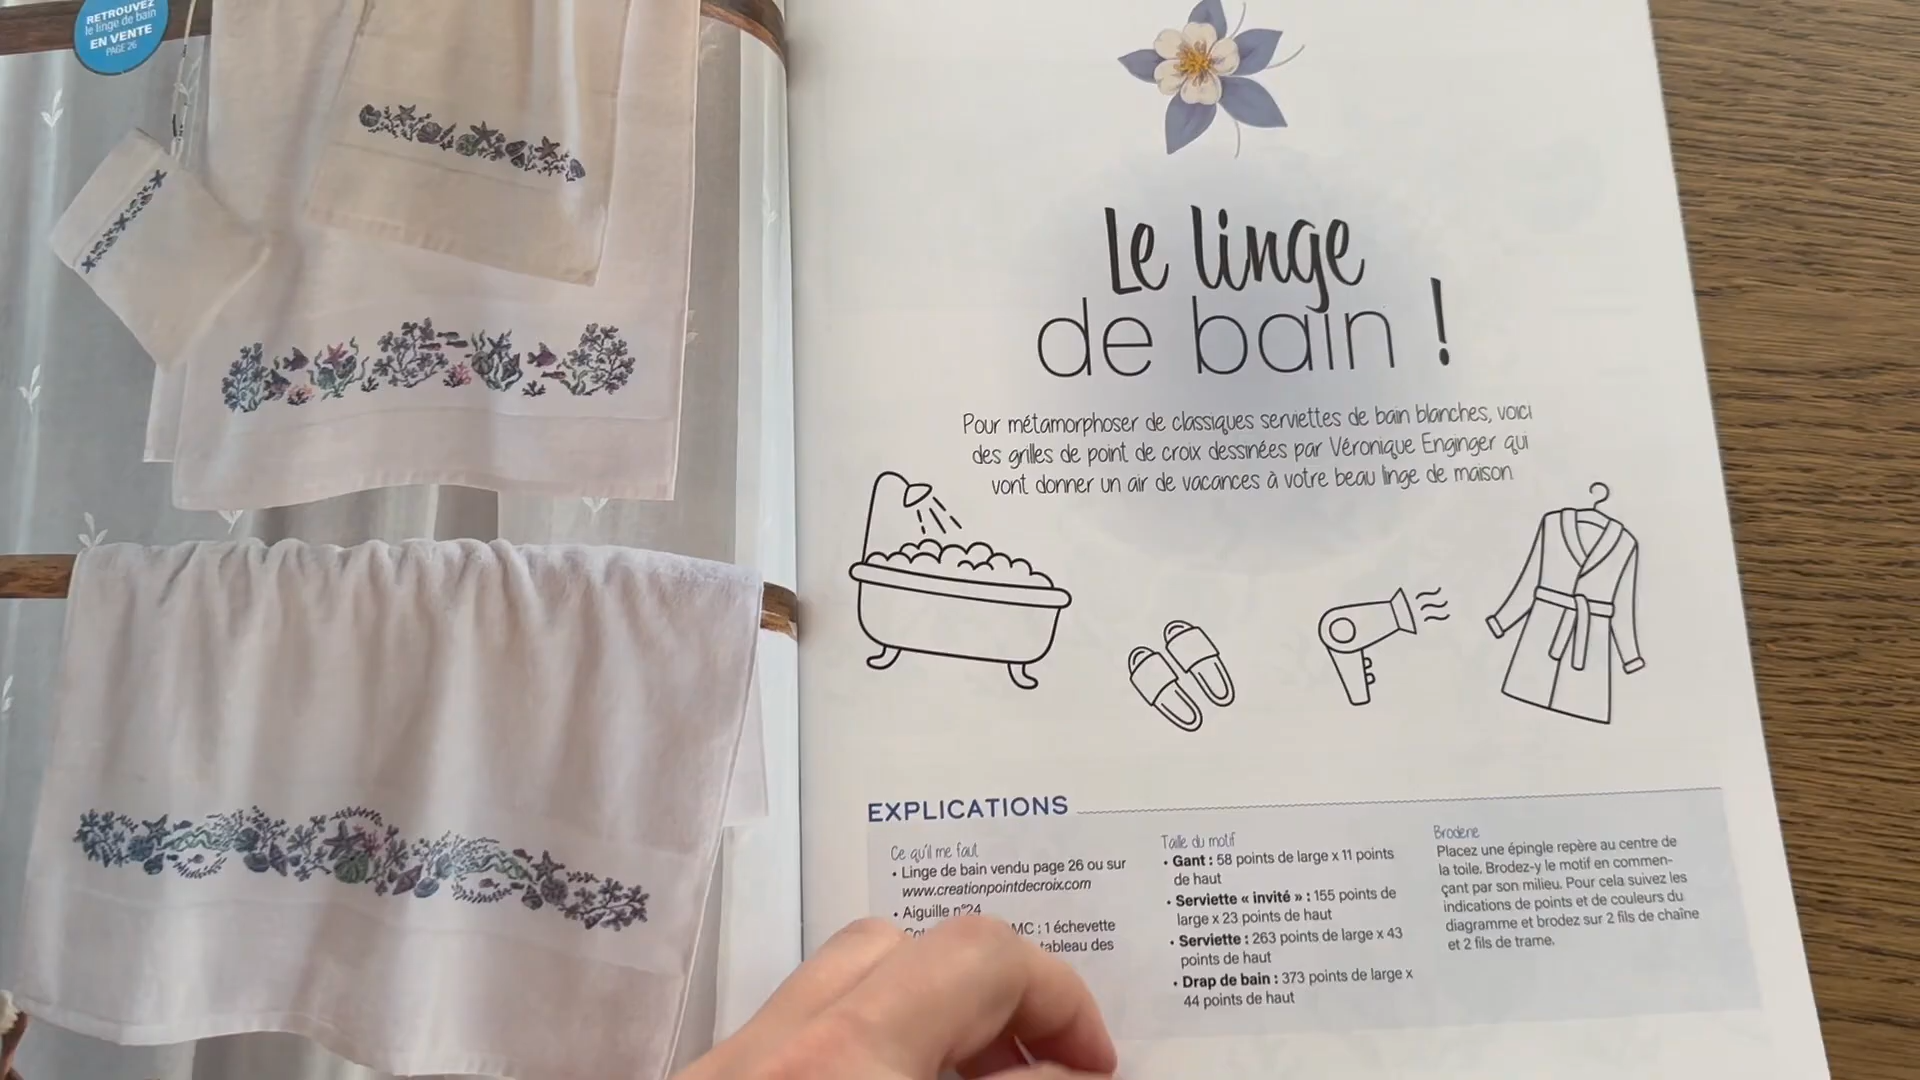 RETROUVEZ
le linge de bain
EN VENTE
PAGE 26
Le linge
de bain !
Pour métamorphoser de classiques serviettes de bain blanches, voici
des grilles de point de croix dessinées par Véronique Enginger qui
vont donner un air de vacances à votre beau linge de maison
EXPLICATIONS
Ce qu'il me faut
• Linge de bain vendu page 26 ou sur
www.creationpointdecroix.com
• Aiguille n°24
MC : 1 échevette
tableau des
Taille du motif
• Gant : 58 points de large x 11 points
de haut
• Serviette « invité » : 155 points de
large x 23 points de haut
• Serviette : 263 points de large x 43
points de haut
• Drap de bain : 373 points de large x
44 points de haut
Broderie
Placez une épingle repère au centre de
la toile. Brodez-y le motif en commen-
çant par son milieu. Pour cela suivez les
indications de points et de couleurs du
diagramme et brodez sur 2 fils de chaîne
et 2 fils de trame.